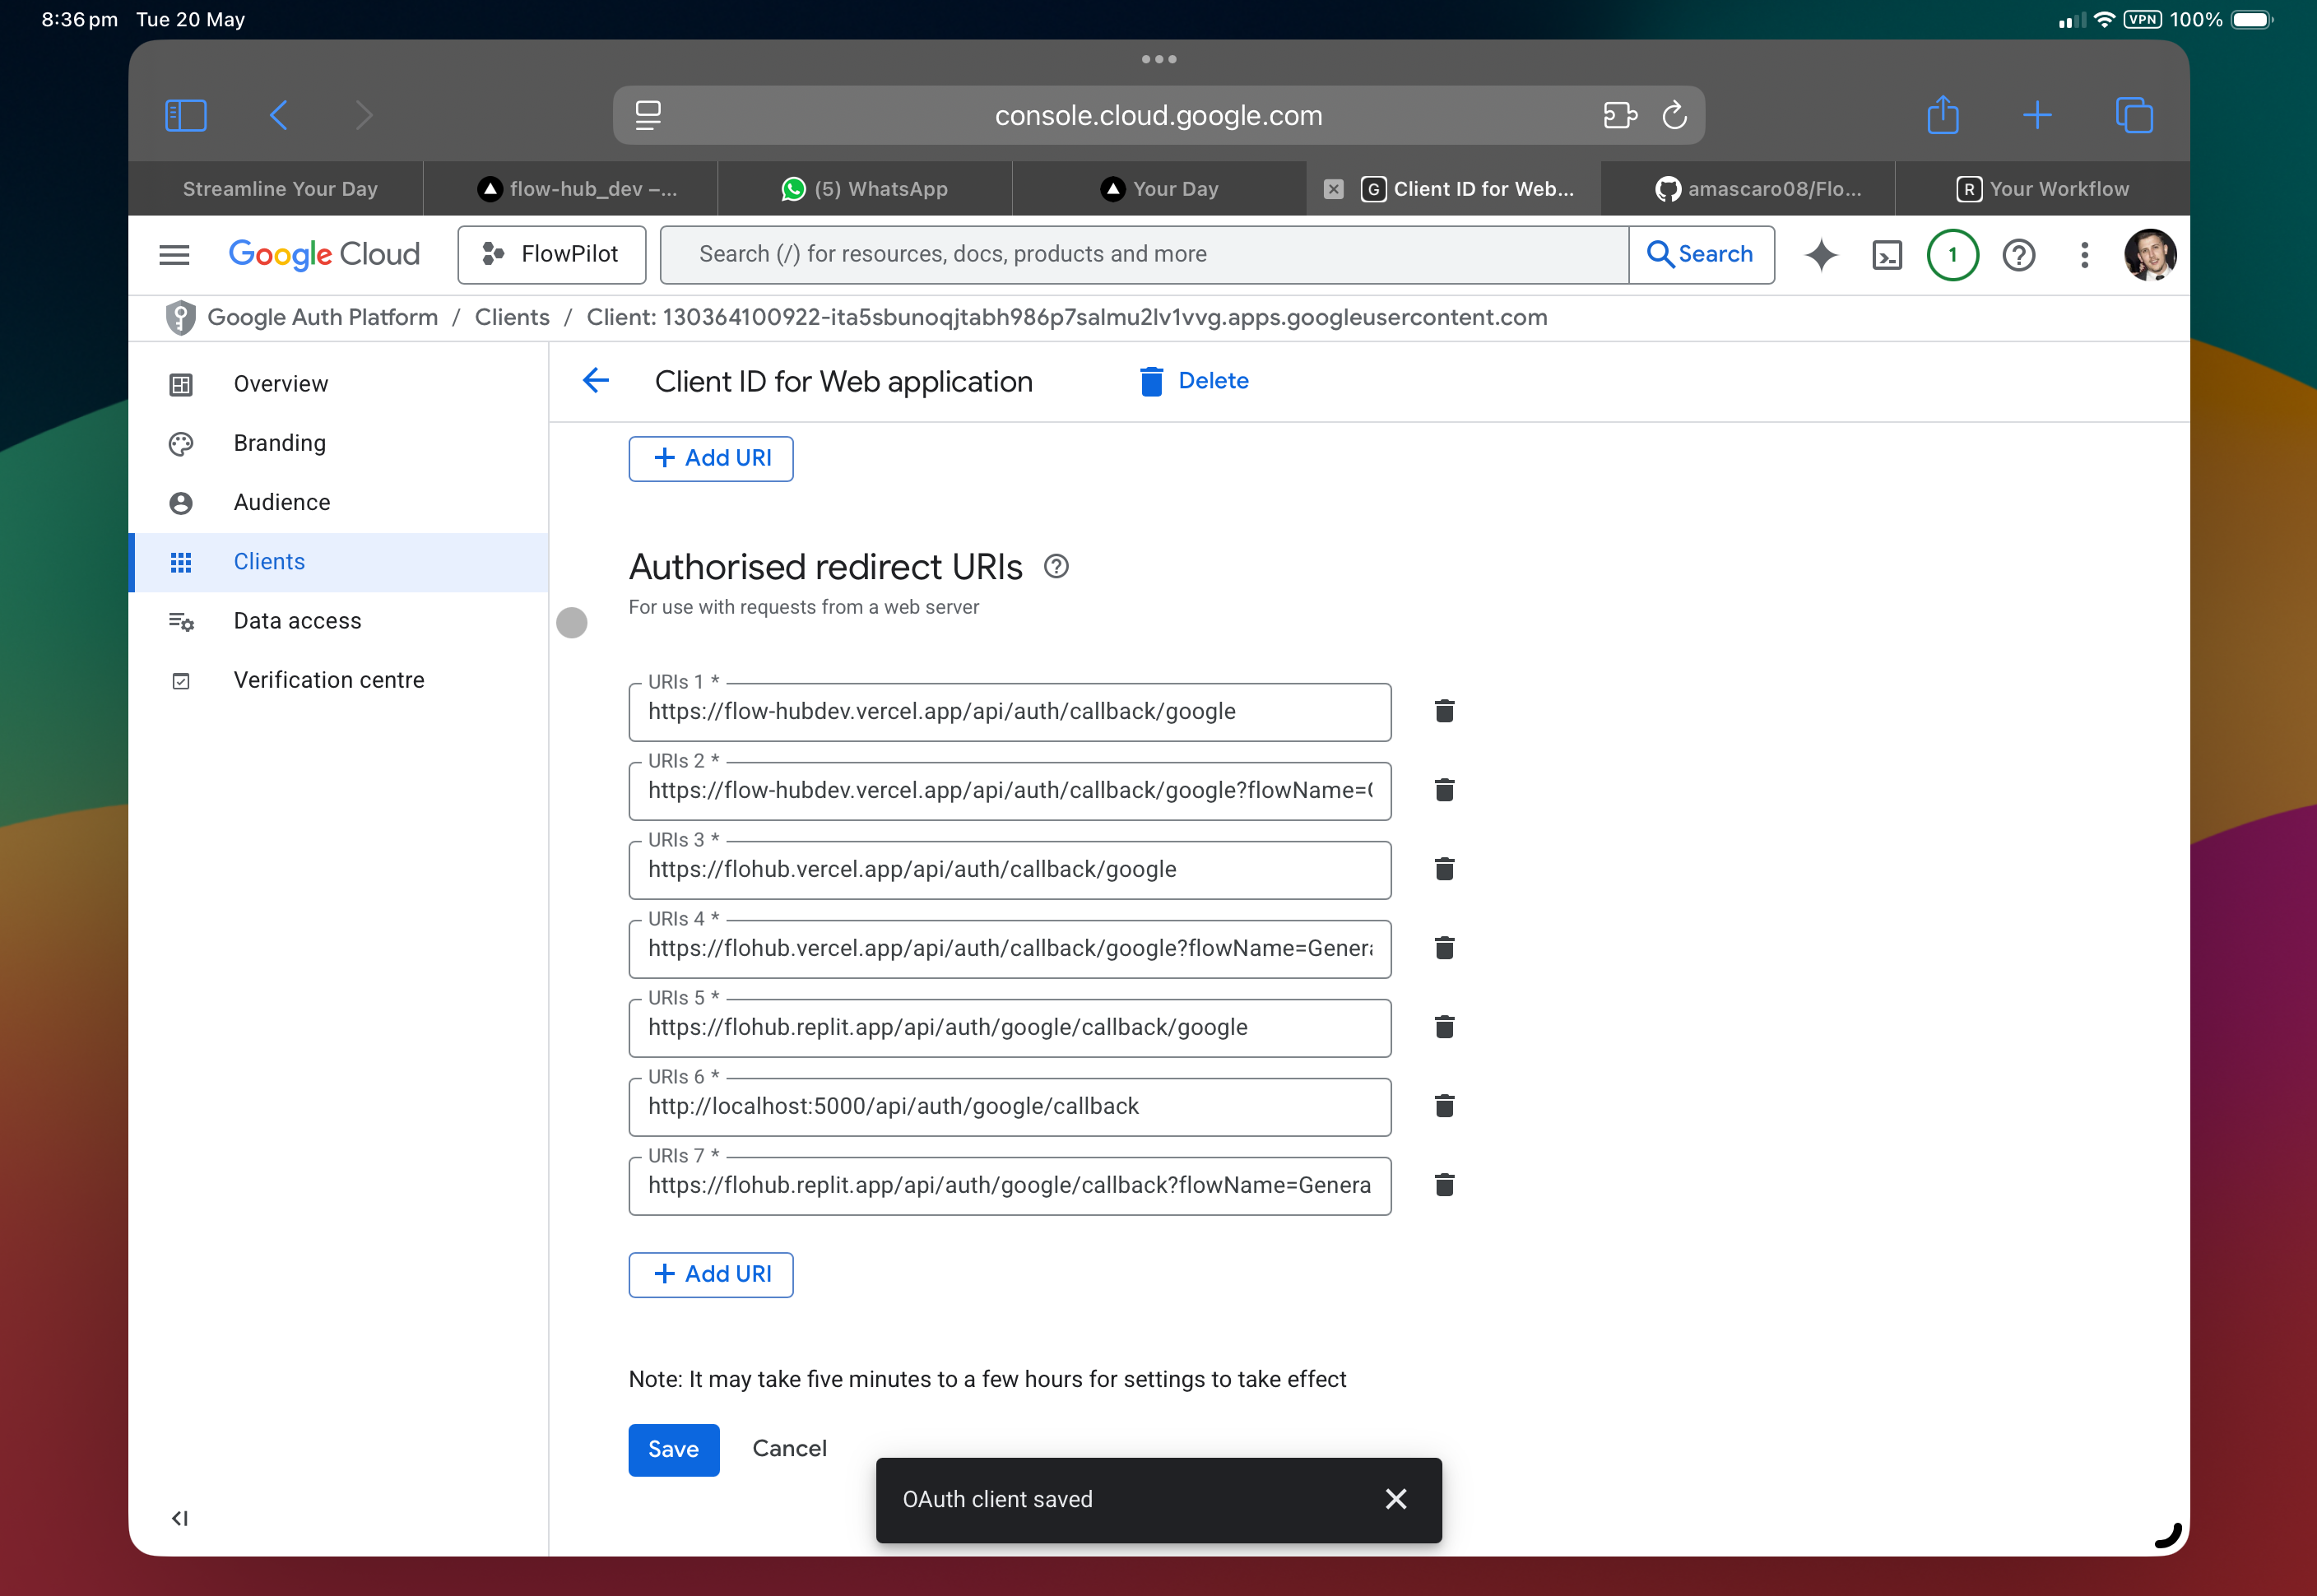 8:36 pm Tue 20 May
VPN 100%
console.cloud.google.com
Streamline Your Day
flow-hub_dev –...
(5) WhatsApp
Your Day
G Client ID for Web...
amascaro08/Flo...
R Your Workflow
Google Cloud
FlowPilot
Search (/) for resources, docs, products and more
Search
1
Google Auth Platform / Clients / Client: 130364100922-ita5sbunoqjtabh986p7salmu2lv1vvg.apps.googleusercontent.com
Overview
Branding
Audience
Clients
Data access
Verification centre
Client ID for Web application
Delete
+ Add URI
Authorised redirect URIs
For use with requests from a web server
URIs 1 *
https://flow-hubdev.vercel.app/api/auth/callback/google
URIs 2 *
https://flow-hubdev.vercel.app/api/auth/callback/google?flowName=
URIs 3 *
https://flohub.vercel.app/api/auth/callback/google
URIs 4 *
https://flohub.vercel.app/api/auth/callback/google?flowName=Genera
URIs 5 *
https://flohub.replit.app/api/auth/google/callback/google
URIs 6 *
http://localhost:5000/api/auth/google/callback
URIs 7 *
https://flohub.replit.app/api/auth/google/callback?flowName=Genera
+ Add URI
Note: It may take five minutes to a few hours for settings to take effect
Save
Cancel
OAuth client saved